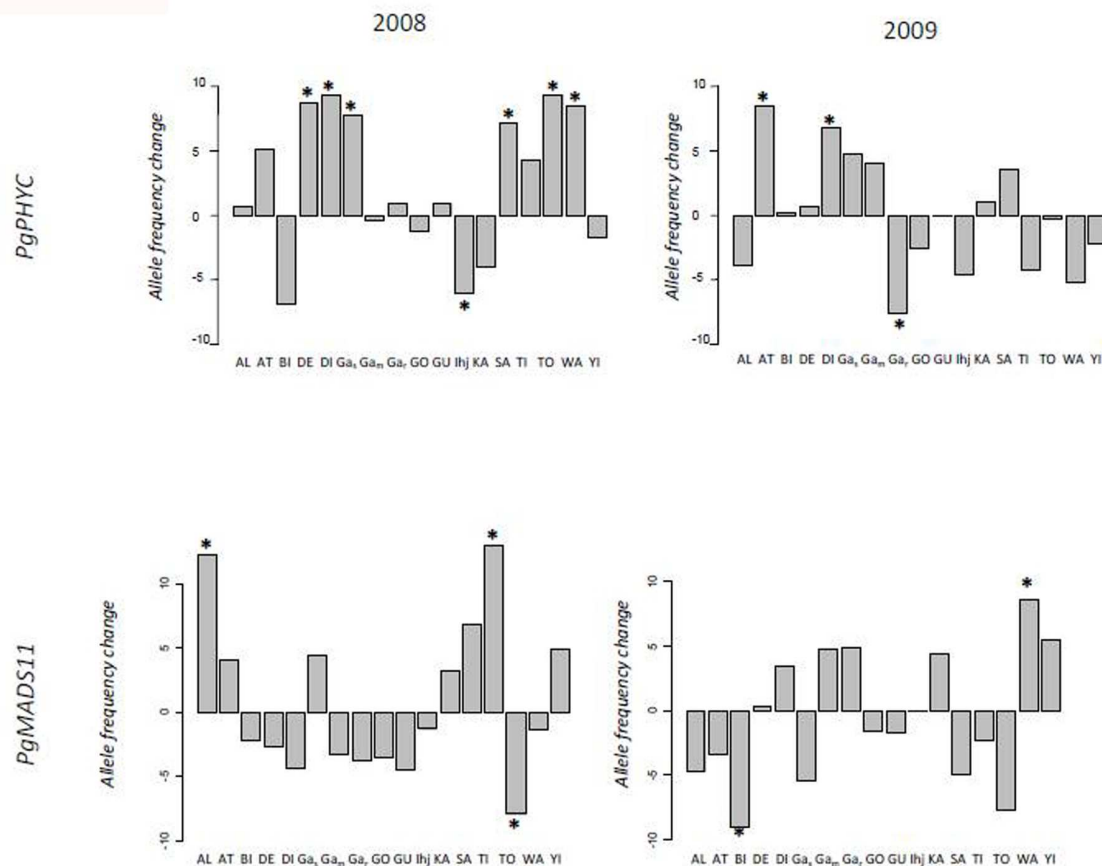 2008
2009
PgPHYC
Allele frequency change
10
5
0
-5
-10
* * * * * * *
AL AT BI DE DI Gaₛ Gaₘ Gaᵣ GO GU Ihj KA SA TI TO WA YI
Allele frequency change
10
5
0
-5
-10
* * *
AL AT BI DE DI Gaₛ Gaₘ Gaᵣ GO GU Ihj KA SA TI TO WA YI
PgMADS11
Allele frequency change
10
5
0
-5
-10
* * *
AL AT BI DE DI Gaₛ Gaₘ Gaᵣ GO GU Ihj KA SA TI TO WA YI
Allele frequency change
10
5
0
-5
-10
* *
AL AT BI DE DI Gaₛ Gaₘ Gaᵣ GO GU Ihj KA SA TI TO WA YI